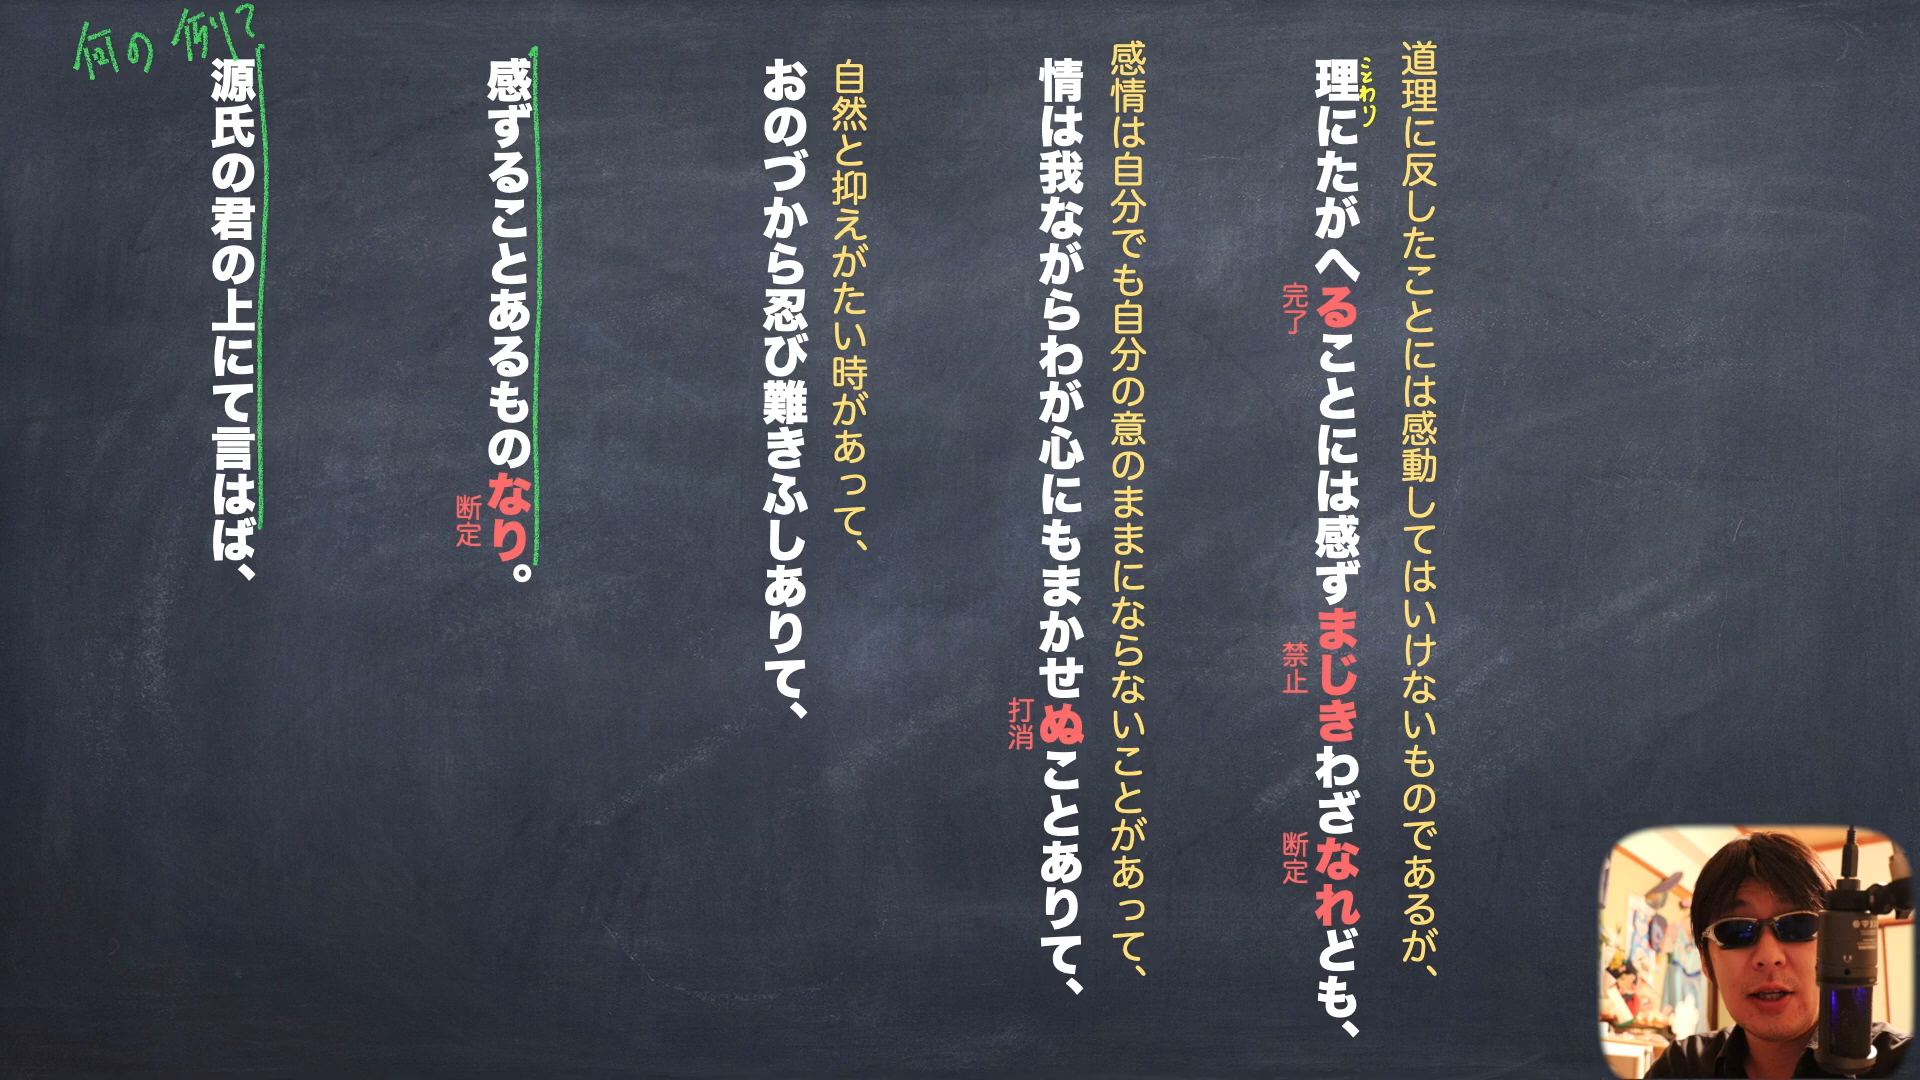 道理に反したことには感動してはいけないものであるが、
ことわり
理にたがへることには感ずまじきわざなれども、
完了
禁止
断定
感情は自分でも自分の意のままにならないことがあって、
情は我ながらわが心にもまかせぬことありて、
打消
自然と抑えがたい時があって、
おのづから忍び難きふしありて、
感ずることあるものなり。
断定
何の例?
源氏の君の上にて言はば、